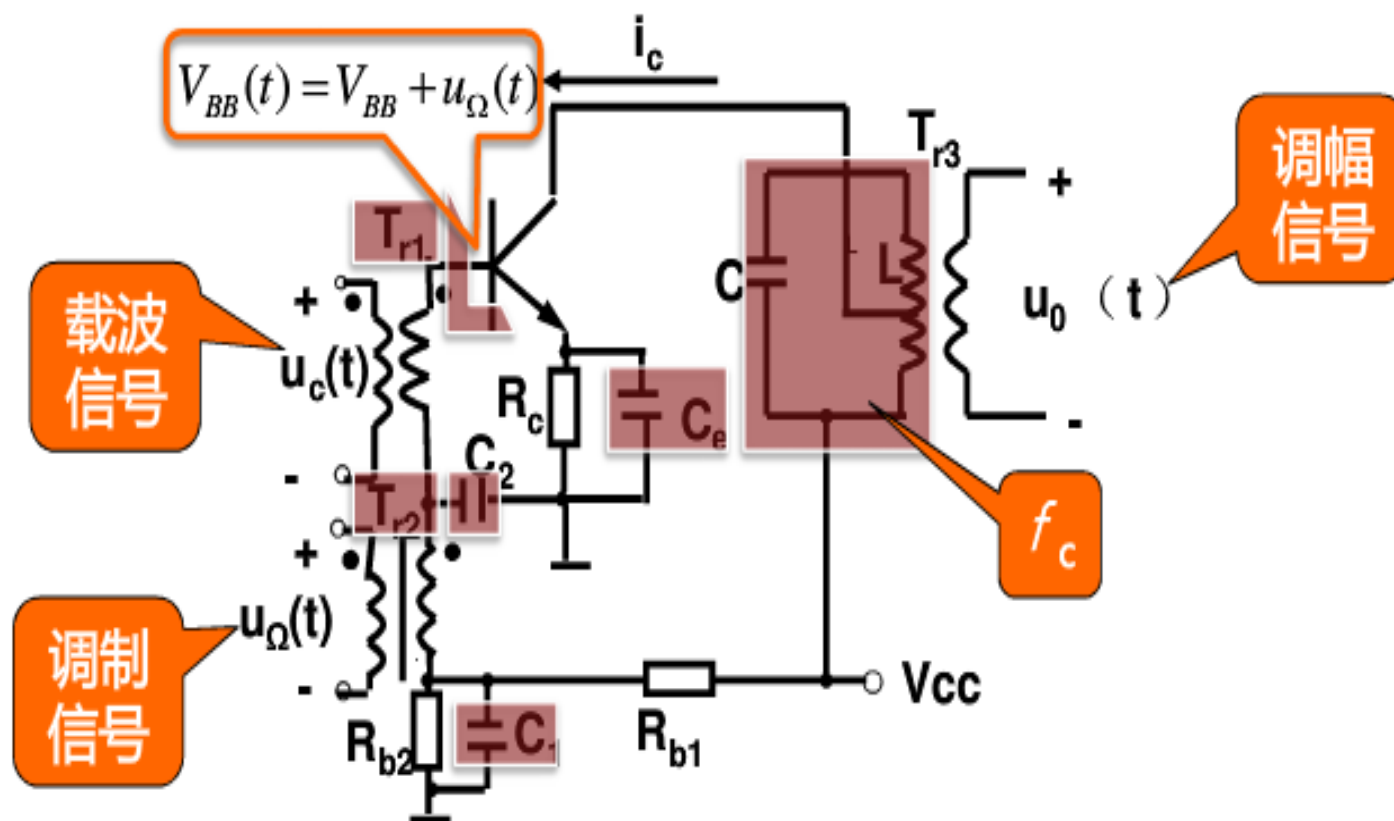 V_BB(t)=V_BB+u_Ω(t)
i_c
T_r3
调幅
信号
T_r1
+
载波
信号
u_c(t)
+
C
L
u_0（t）
R_c
C_e
-
-
C_2
T_r2
f_c
+
u_Ω(t)
调制
信号
-
Vcc
R_b2
C_1
R_b1